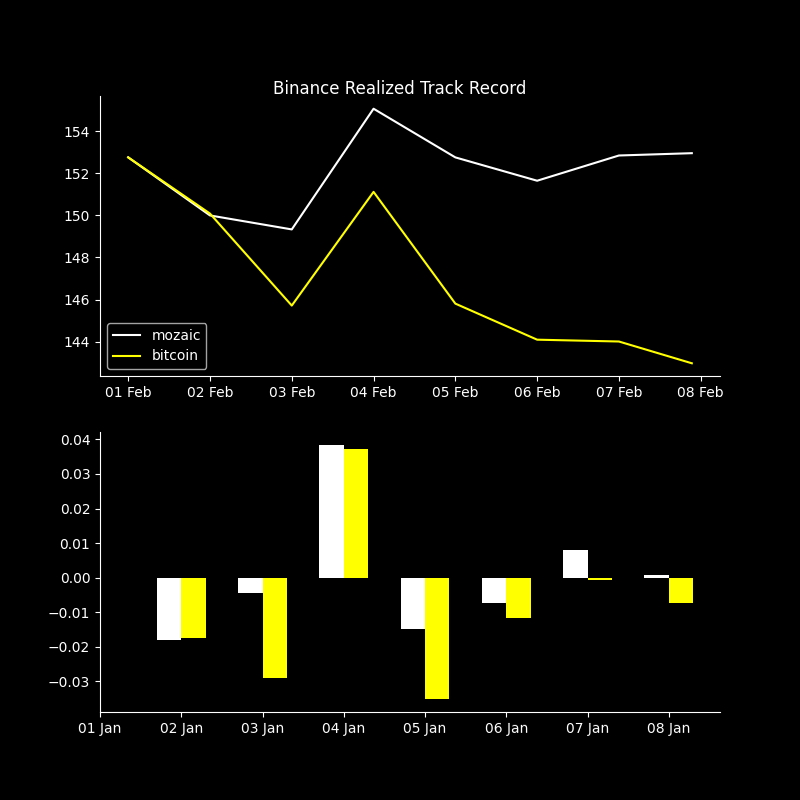 Binance Realized Track Record
154
152
150
148
146
144
mozaic
bitcoin
01 Feb 02 Feb 03 Feb 04 Feb 05 Feb 06 Feb 07 Feb 08 Feb
0.04
0.03
0.02
0.01
0.00
−0.01
−0.02
−0.03
01 Jan 02 Jan 03 Jan 04 Jan 05 Jan 06 Jan 07 Jan 08 Jan